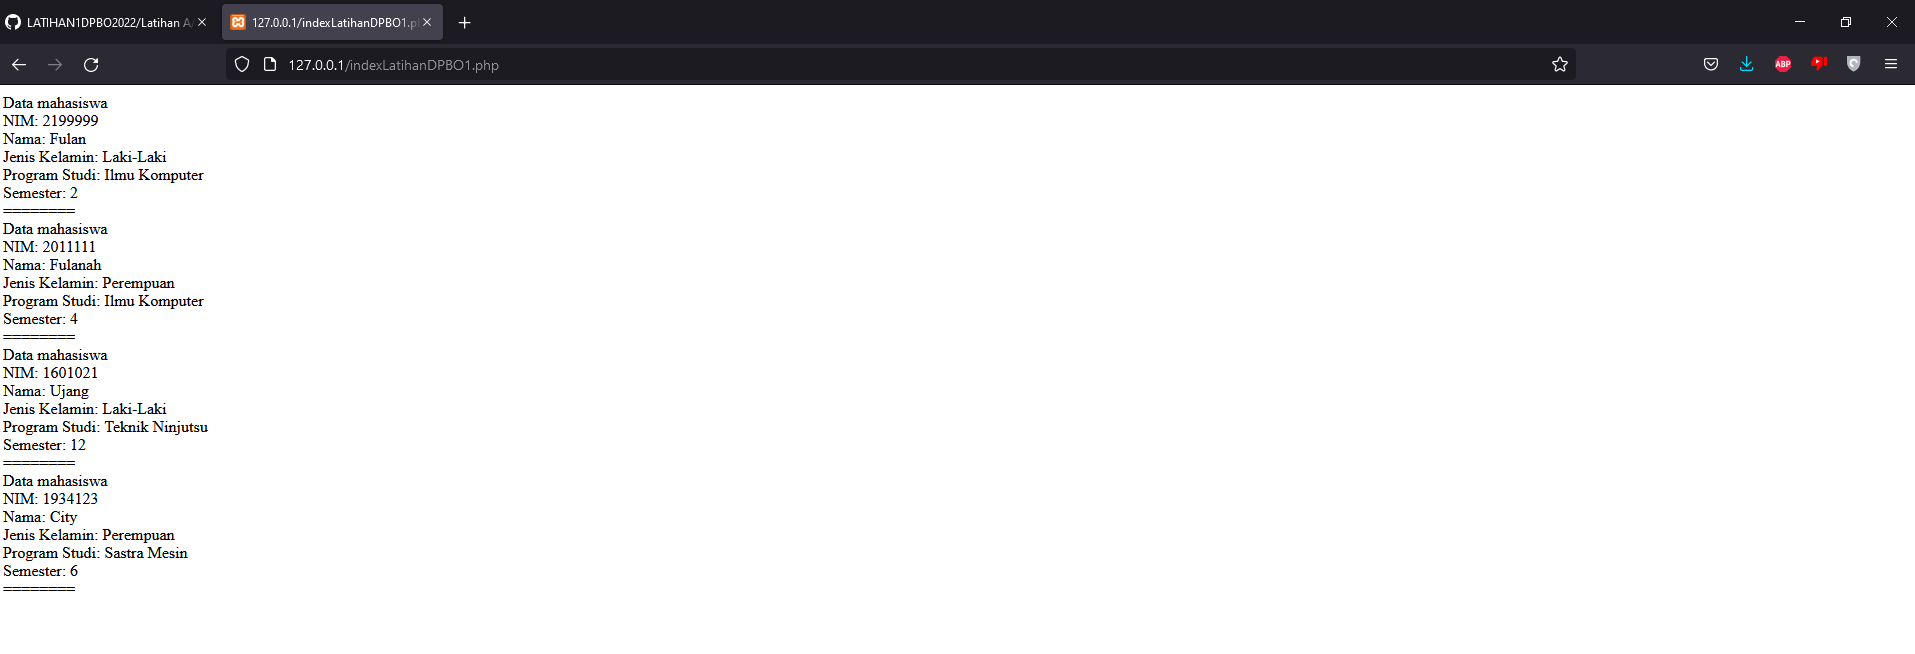 LATIHAN1DPBO2022/Latihan A
127.0.0.1/indexLatihanDPBO1.p
127.0.0.1/indexLatihanDPBO1.php
ABP
Data mahasiswa
NIM: 2199999
Nama: Fulan
Jenis Kelamin: Laki-Laki
Program Studi: Ilmu Komputer
Semester: 2
========
Data mahasiswa
NIM: 2011111
Nama: Fulanah
Jenis Kelamin: Perempuan
Program Studi: Ilmu Komputer
Semester: 4
========
Data mahasiswa
NIM: 1601021
Nama: Ujang
Jenis Kelamin: Laki-Laki
Program Studi: Teknik Ninjutsu
Semester: 12
========
Data mahasiswa
NIM: 1934123
Nama: City
Jenis Kelamin: Perempuan
Program Studi: Sastra Mesin
Semester: 6
========